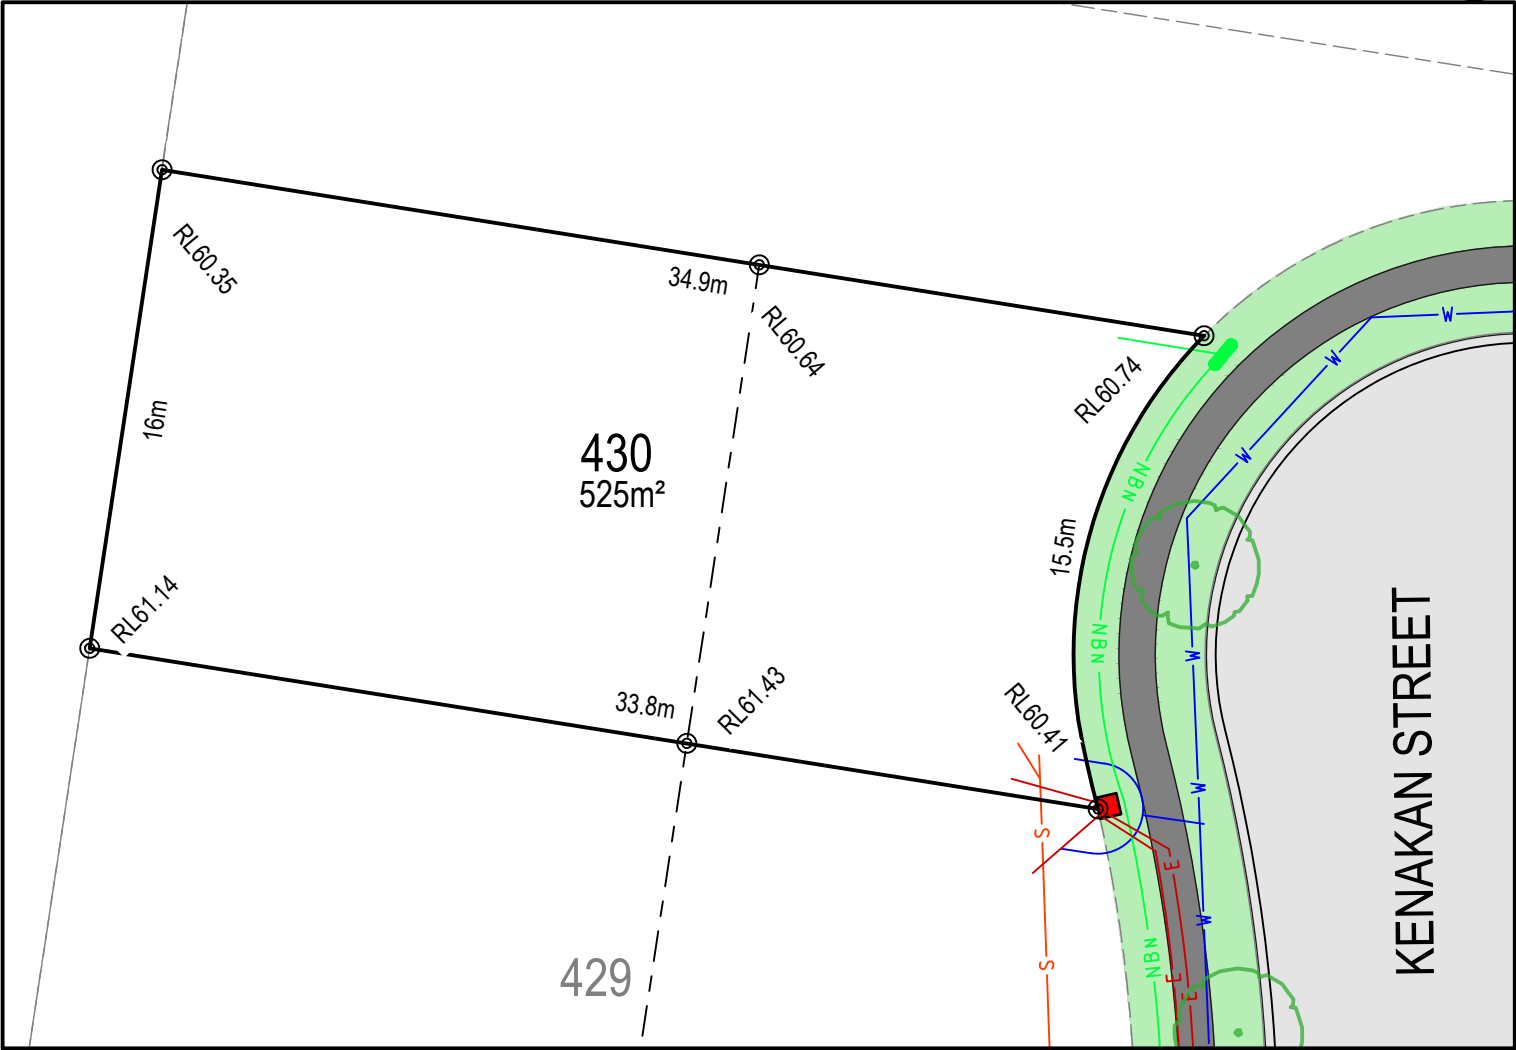 RL60.35
34.9m
RL60.64
RL60.74
16m
430
525m²
15.5m
RL61.14
33.8m
RL61.43
RL60.41
429
KENAKAN STREET
NBN
NBN
NBN
W
W
W
W
W
W
S
S
E
E
E